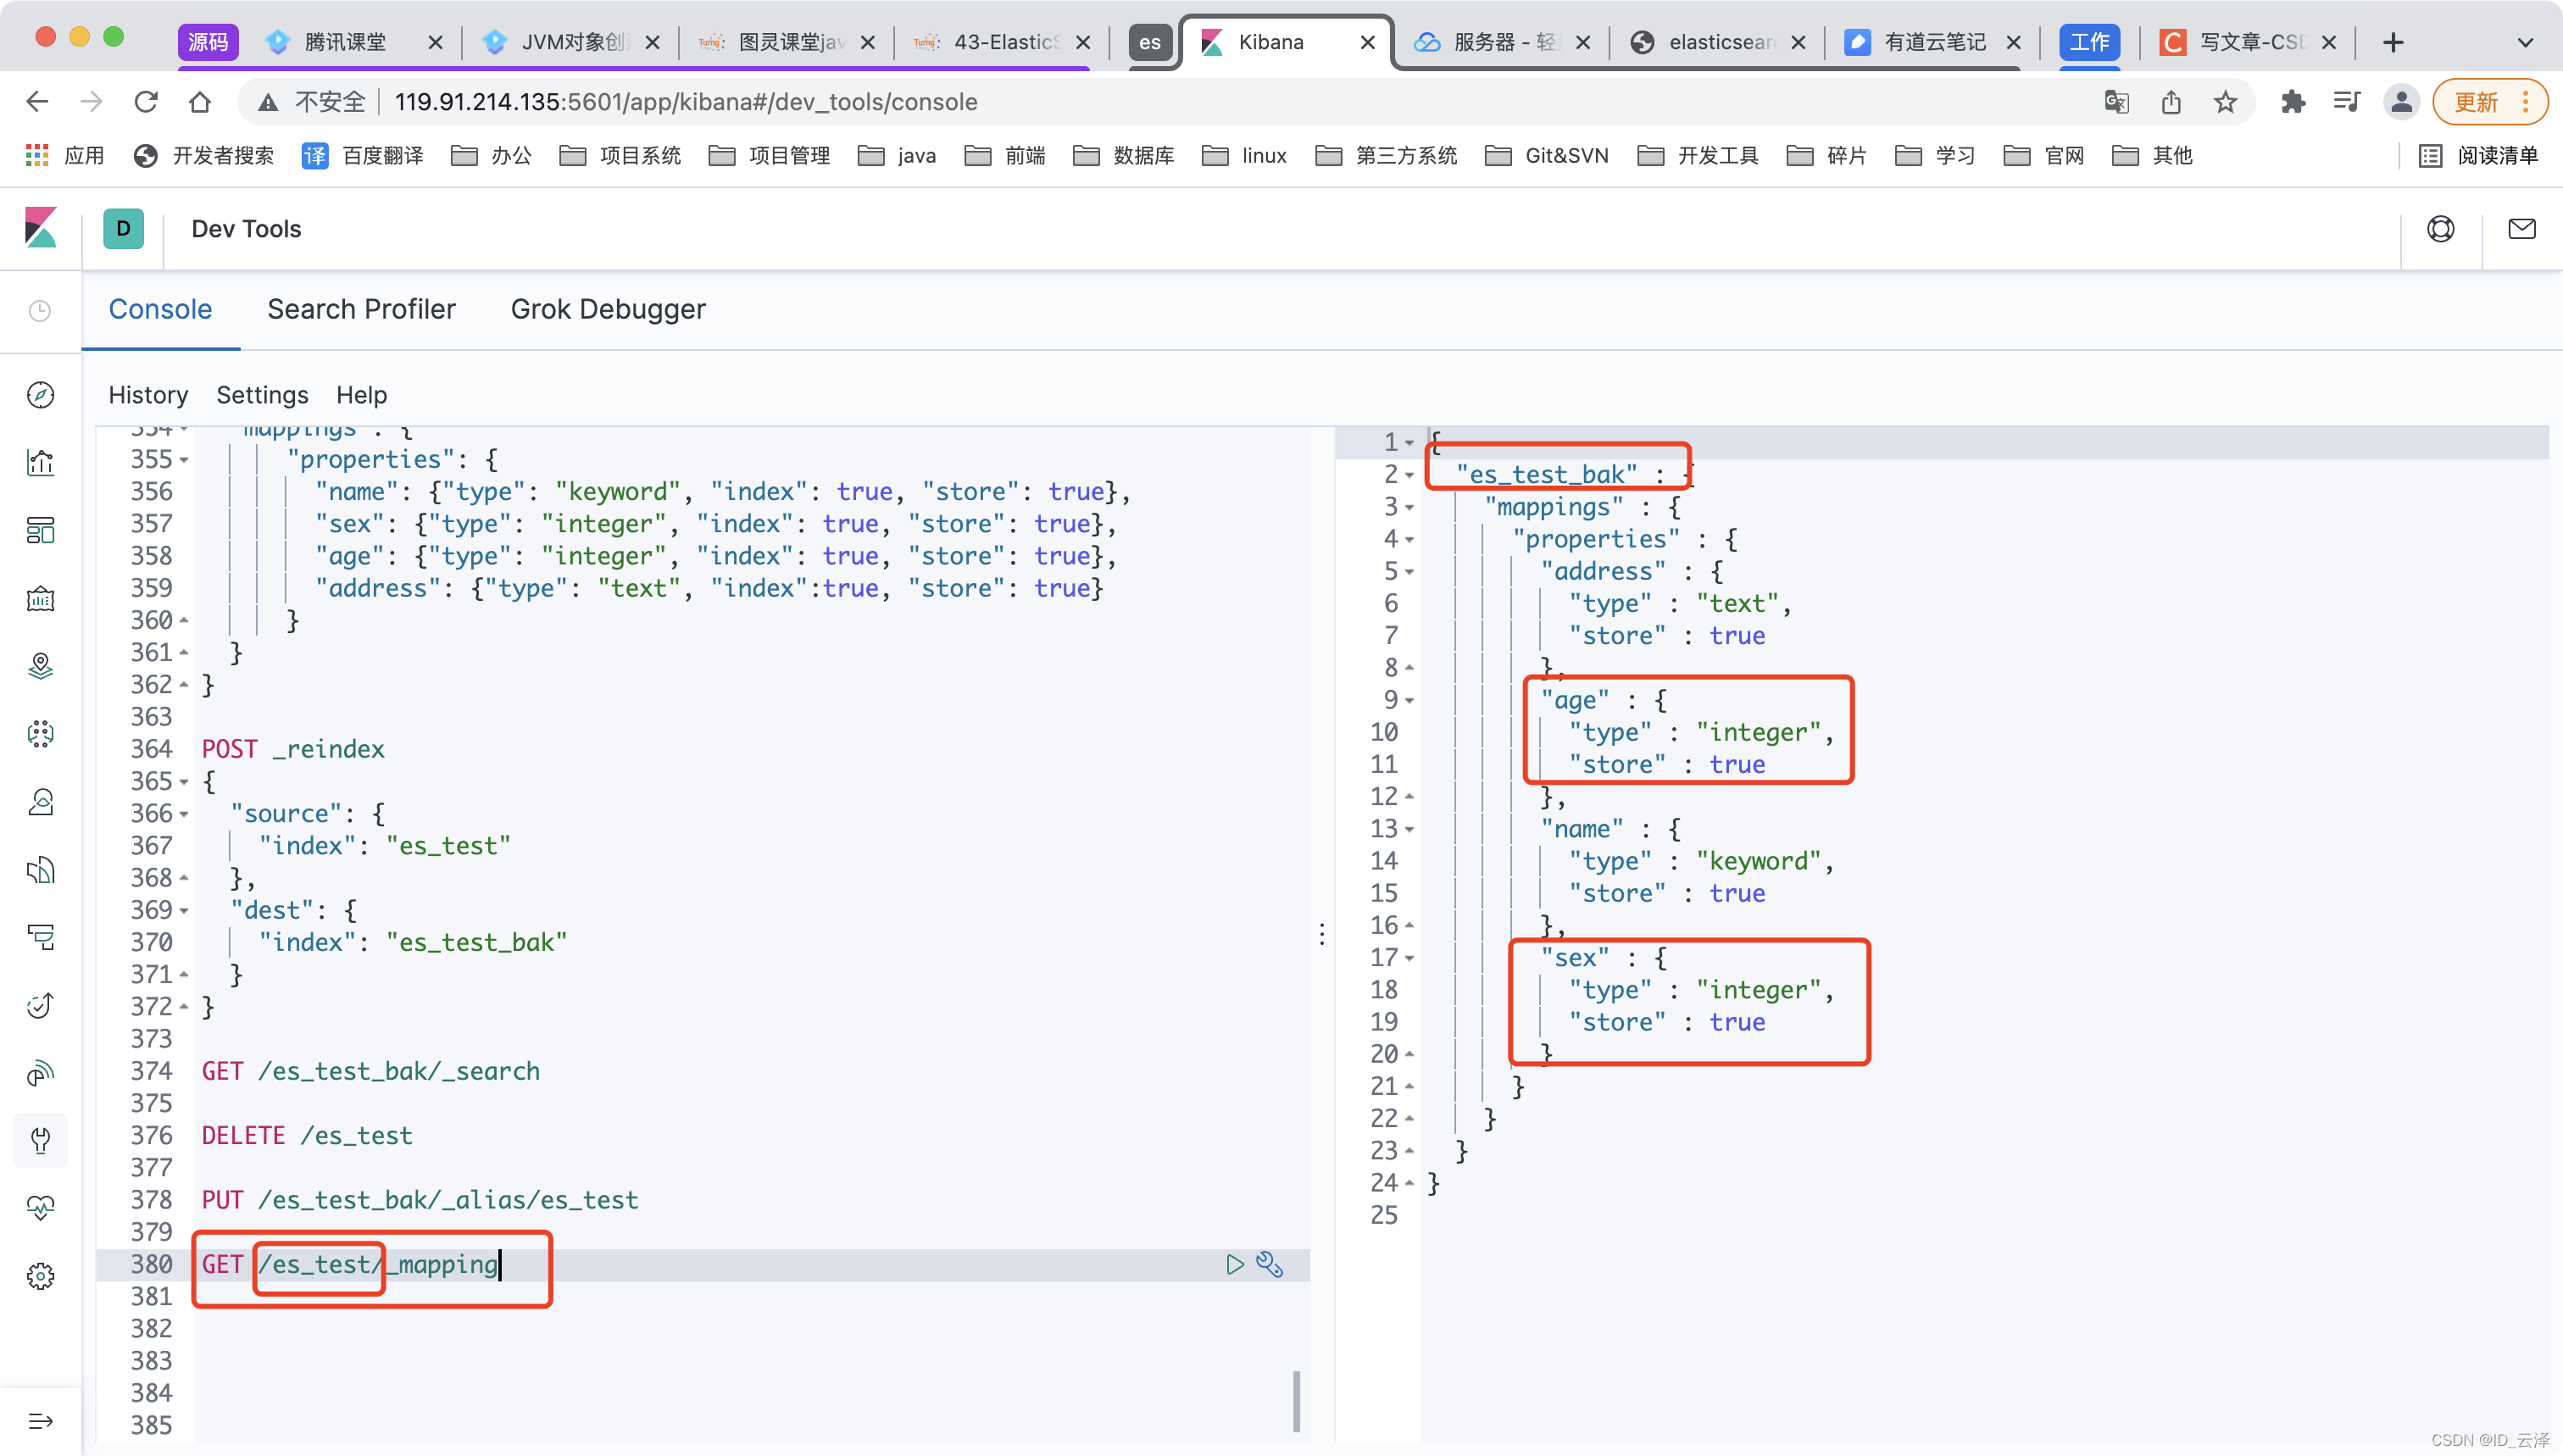 源码 腾讯课堂 JVM对象创 图灵课堂jav 43-ElasticS es Kibana 服务器 - 轻 elasticsear 有道云笔记 工作 写文章-CSD
不安全 119.91.214.135:5601/app/kibana#/dev_tools/console 更新
应用 开发者搜索 译 百度翻译 办公 项目系统 项目管理 java 前端 数据库 linux 第三方系统 Git&SVN 开发工具 碎片 学习 官网 其他 阅读清单
D Dev Tools
Console Search Profiler Grok Debugger
History Settings Help
354 "mappings": {
355 "properties": {
356 "name": {"type": "keyword", "index": true, "store": true},
357 "sex": {"type": "integer", "index": true, "store": true},
358 "age": {"type": "integer", "index": true, "store": true},
359 "address": {"type": "text", "index":true, "store": true}
360 }
361 }
362 }
363
364 POST _reindex
365 {
366 "source": {
367 "index": "es_test"
368 },
369 "dest": {
370 "index": "es_test_bak"
371 }
372 }
373
374 GET /es_test_bak/_search
375
376 DELETE /es_test
377
378 PUT /es_test_bak/_alias/es_test
379
380 GET /es_test/_mapping
381
382
383
384
385
1 {
2 "es_test_bak" : {
3 "mappings" : {
4 "properties" : {
5 "address" : {
6 "type" : "text",
7 "store" : true
8 },
9 "age" : {
10 "type" : "integer",
11 "store" : true
12 },
13 "name" : {
14 "type" : "keyword",
15 "store" : true
16 },
17 "sex" : {
18 "type" : "integer",
19 "store" : true
20 }
21 }
22 }
23 }
24 }
25
CSDN @ID_云泽